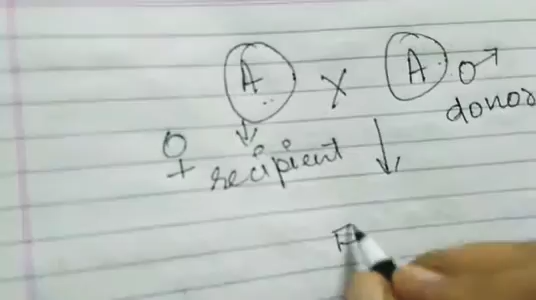 A × A ♂
donor
♀ recipient
F